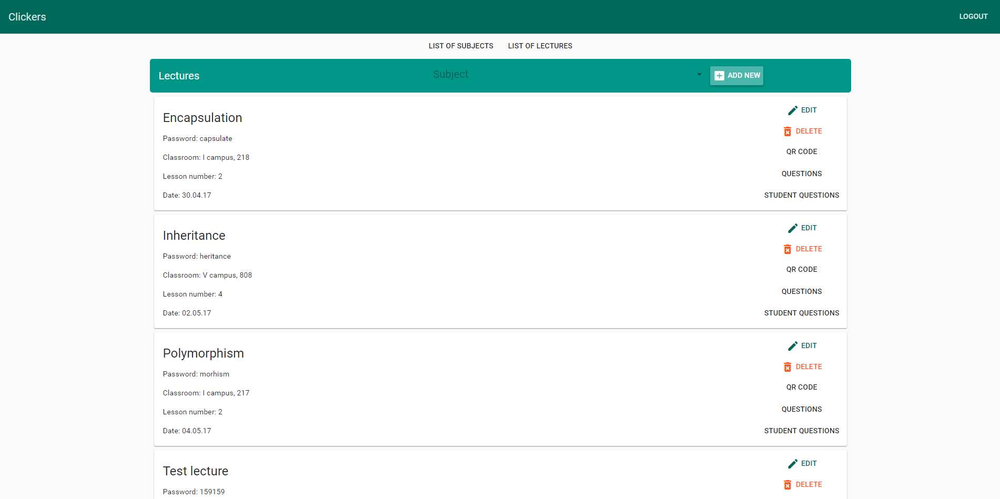 Clickers
LOGOUT
LIST OF SUBJECTS
LIST OF LECTURES
Lectures
Subject
ADD NEW
Encapsulation
Password: capsulate
Classroom: I campus, 218
Lesson number: 2
Date: 30.04.17
EDIT
DELETE
QR CODE
QUESTIONS
STUDENT QUESTIONS
Inheritance
Password: heritance
Classroom: V campus, 808
Lesson number: 4
Date: 02.05.17
EDIT
DELETE
QR CODE
QUESTIONS
STUDENT QUESTIONS
Polymorphism
Password: morhism
Classroom: I campus, 217
Lesson number: 2
Date: 04.05.17
EDIT
DELETE
QR CODE
QUESTIONS
STUDENT QUESTIONS
Test lecture
Password: 159159
EDIT
DELETE